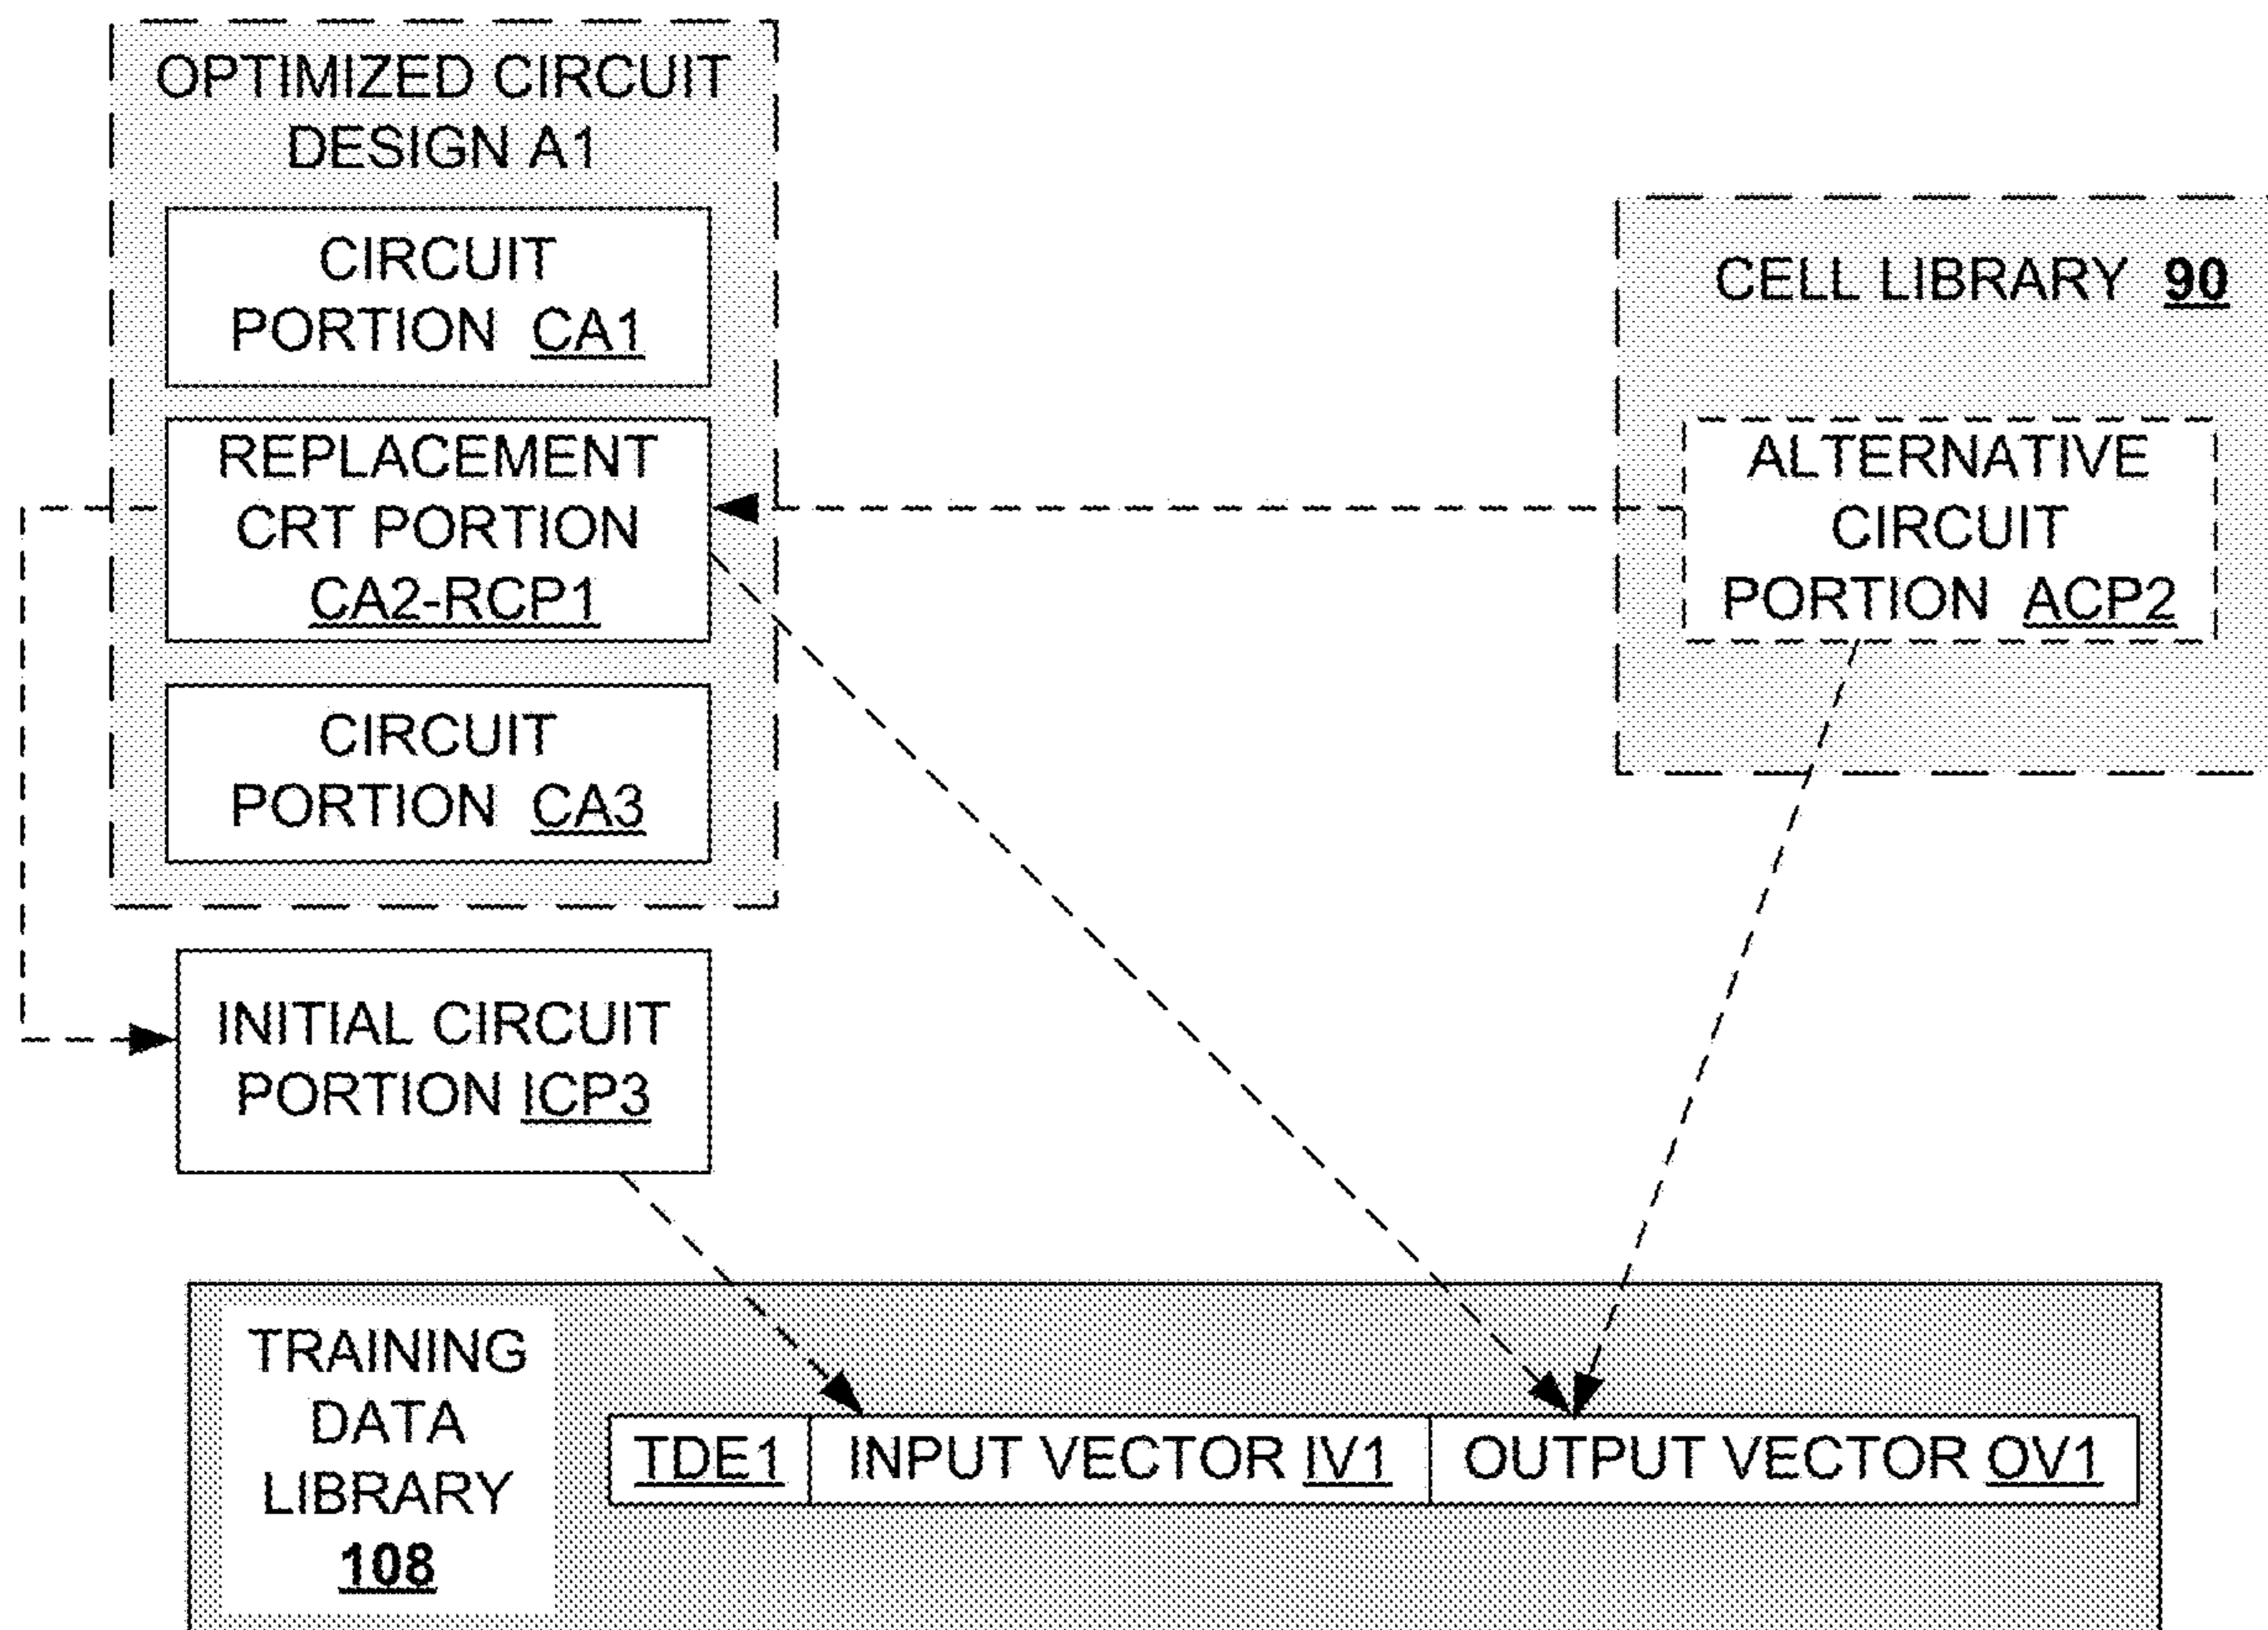 OPTIMIZED CIRCUIT
DESIGN A1
CIRCUIT
PORTION CA1
REPLACEMENT
CRT PORTION
CA2-RCP1
CIRCUIT
PORTION CA3
CELL LIBRARY 90
ALTERNATIVE
CIRCUIT
PORTION ACP2
INITIAL CIRCUIT
PORTION ICP3
TRAINING
DATA
LIBRARY
108
TDE1
INPUT VECTOR IV1
OUTPUT VECTOR OV1